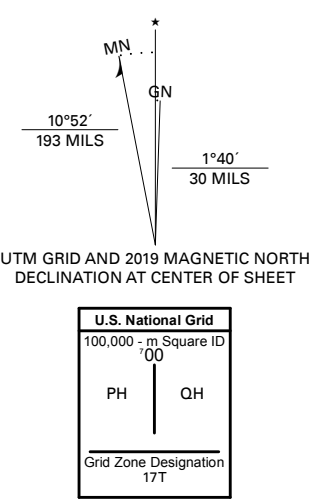 ★
MN
GN
10°52´
193 MILS
1°40´
30 MILS
UTM GRID AND 2019 MAGNETIC NORTH
DECLINATION AT CENTER OF SHEET
U.S. National Grid
100,000 - m Square ID
⁷00
PH QH
Grid Zone Designation
17T